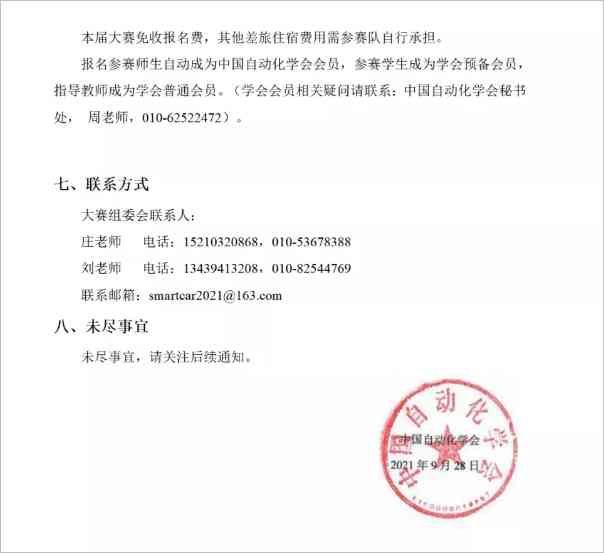 本届大赛免收报名费，其他差旅住宿费用需参赛队自行承担。
报名参赛师生自动成为中国自动化学会会员，参赛学生成为学会预备会员，
指导教师成为学会普通会员。（学会会员相关疑问请联系：中国自动化学会秘书
处， 周老师，010-62522472）。
七、联系方式
大赛组委会联系人：
庄老师 电话：15210320868，010-53678388
刘老师 电话：13439413208，010-82544769
联系邮箱：smartcar2021@163.com
八、未尽事宜
未尽事宜，请关注后续通知。
中国自动化学会
中国自动化学会
2021 年 9 月 28 日